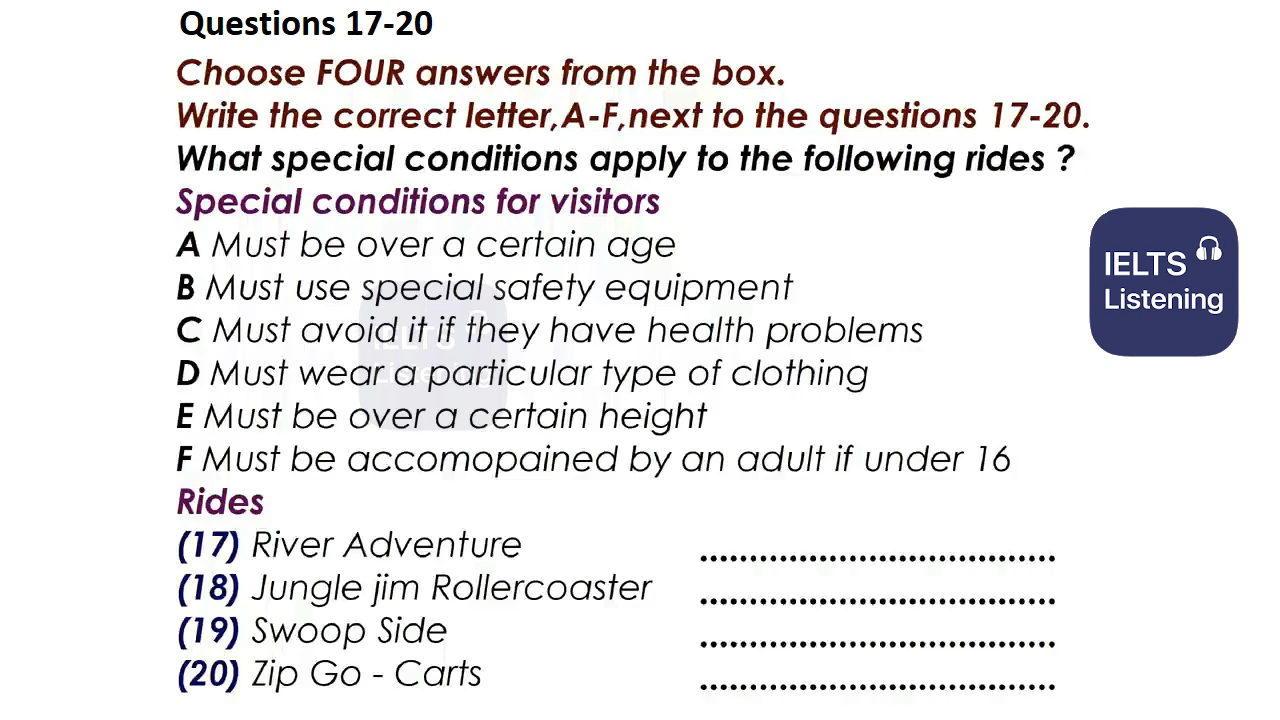 Questions 17-20
Choose FOUR answers from the box.
Write the correct letter,A-F,next to the questions 17-20.
What special conditions apply to the following rides ?
Special conditions for visitors
A Must be over a certain age
B Must use special safety equipment
C Must avoid it if they have health problems
D Must wear a particular type of clothing
E Must be over a certain height
F Must be accomopained by an adult if under 16
Rides
(17) River Adventure ....................................
(18) Jungle jim Rollercoaster ....................................
(19) Swoop Side ....................................
(20) Zip Go - Carts ....................................
IELTS
Listening
IELTS
Listening